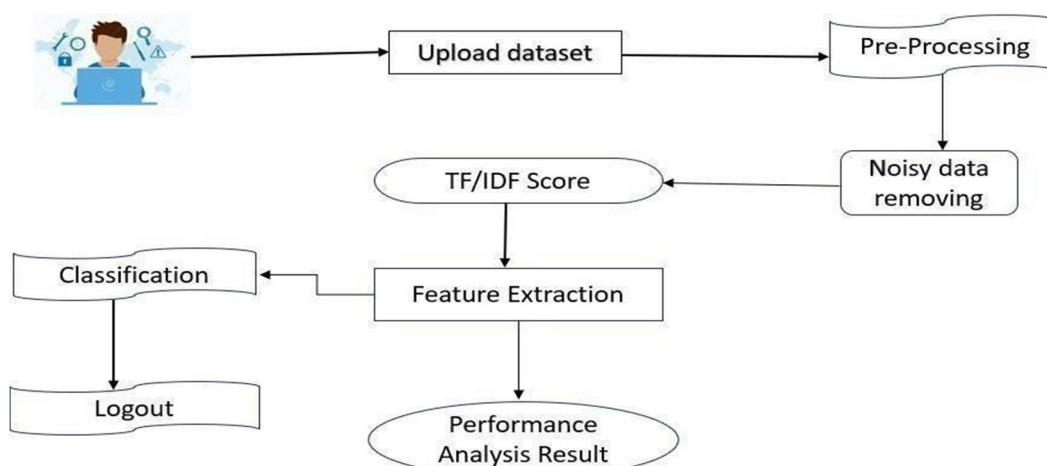 Upload dataset
Pre-Processing
Noisy data
removing
TF/IDF Score
Feature Extraction
Classification
Logout
Performance
Analysis Result